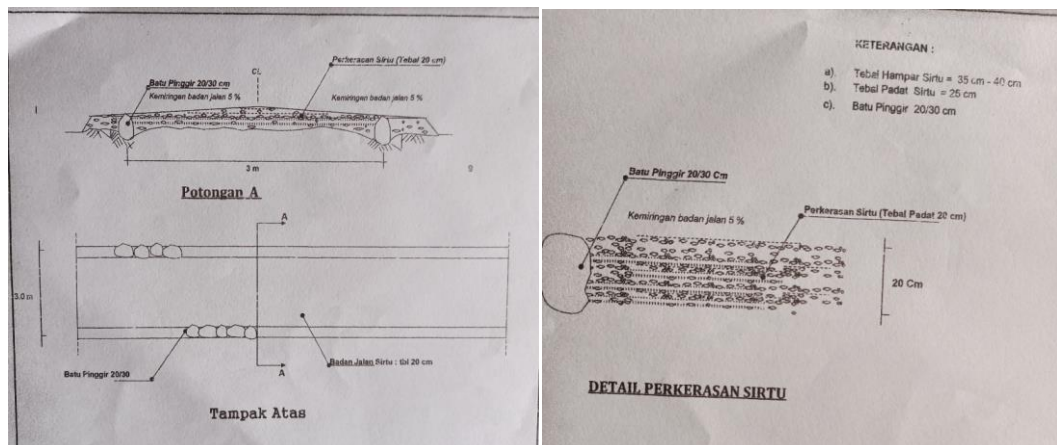 CL
Perkerasan Sirtu (Tebal 20 cm)
Batu Pinggir 20/30 cm
Kemiringan badan jalan 5 %
Kemiringan badan jalan 5 %
3 m
Potongan A
A
3.0 m
Batu Pinggir 20/30
A
Badan Jalan Sirtu : tbl 20 cm
Tampak Atas
KETERANGAN :
a). Tebal Hampar Sirtu = 35 cm - 40 cm
b). Tebal Padat Sirtu = 25 cm
c). Batu Pinggir 20/30 cm
Batu Pinggir 20/30 Cm
Kemiringan badan jalan 5 %
Perkerasan Sirtu (Tebal Padat 20 cm)
20 Cm
DETAIL PERKERASAN SIRTU